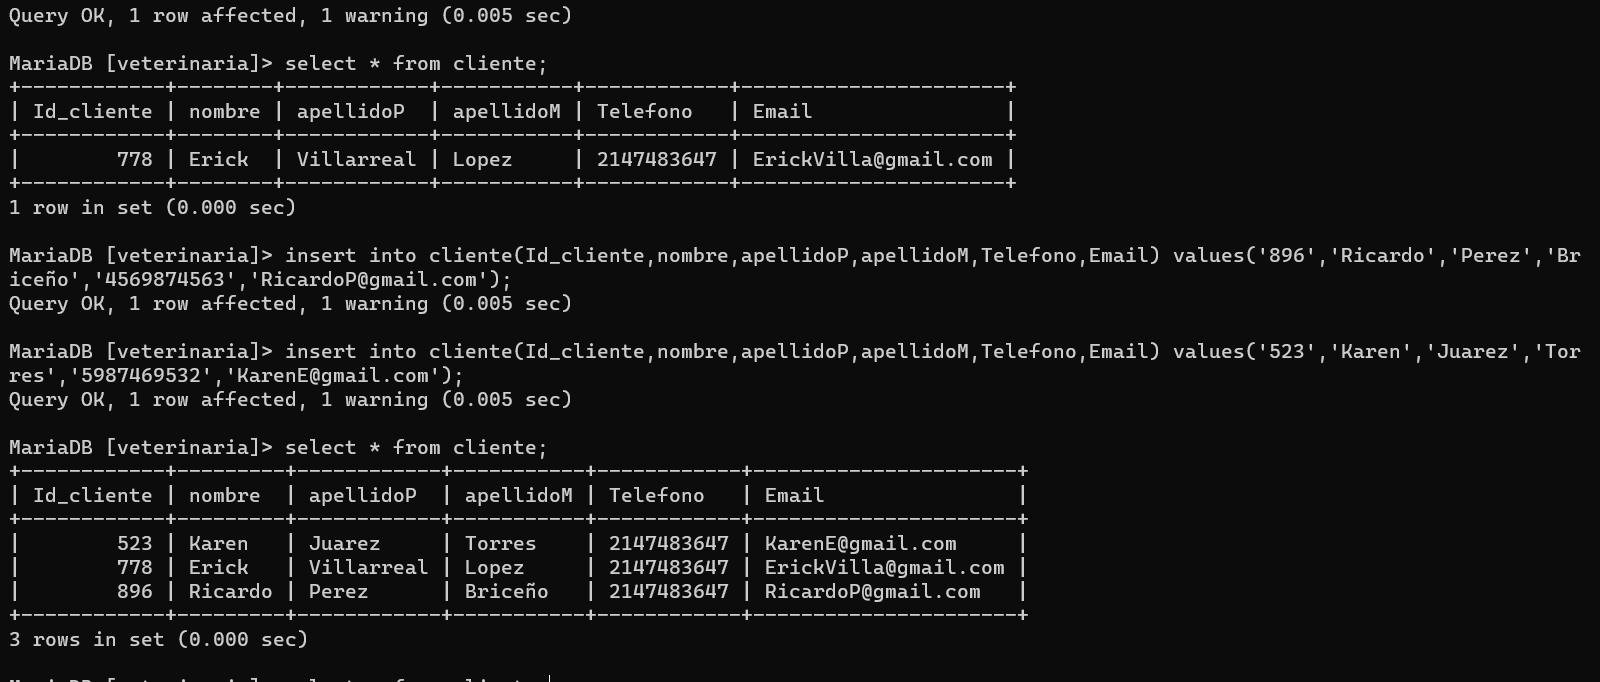 Query OK, 1 row affected, 1 warning (0.005 sec)
MariaDB [veterinaria]> select * from cliente;
+------------+--------+------------+-----------+------------+----------------------+
| Id_cliente | nombre | apellidoP  | apellidoM | Telefono   | Email                |
+------------+--------+------------+-----------+------------+----------------------+
|        778 | Erick  | Villarreal | Lopez     | 2147483647 | ErickVilla@gmail.com |
+------------+--------+------------+-----------+------------+----------------------+
1 row in set (0.000 sec)
MariaDB [veterinaria]> insert into cliente(Id_cliente,nombre,apellidoP,apellidoM,Telefono,Email) values('896','Ricardo','Perez','Br
iceño','4569874563','RicardoP@gmail.com');
Query OK, 1 row affected, 1 warning (0.005 sec)
MariaDB [veterinaria]> insert into cliente(Id_cliente,nombre,apellidoP,apellidoM,Telefono,Email) values('523','Karen','Juarez','Tor
res','5987469532','KarenE@gmail.com');
Query OK, 1 row affected, 1 warning (0.005 sec)
MariaDB [veterinaria]> select * from cliente;
+------------+---------+------------+-----------+------------+----------------------+
| Id_cliente | nombre  | apellidoP  | apellidoM | Telefono   | Email                |
+------------+---------+------------+-----------+------------+----------------------+
|        523 | Karen   | Juarez     | Torres    | 2147483647 | KarenE@gmail.com     |
|        778 | Erick   | Villarreal | Lopez     | 2147483647 | ErickVilla@gmail.com |
|        896 | Ricardo | Perez      | Briceño   | 2147483647 | RicardoP@gmail.com   |
+------------+---------+------------+-----------+------------+----------------------+
3 rows in set (0.000 sec)